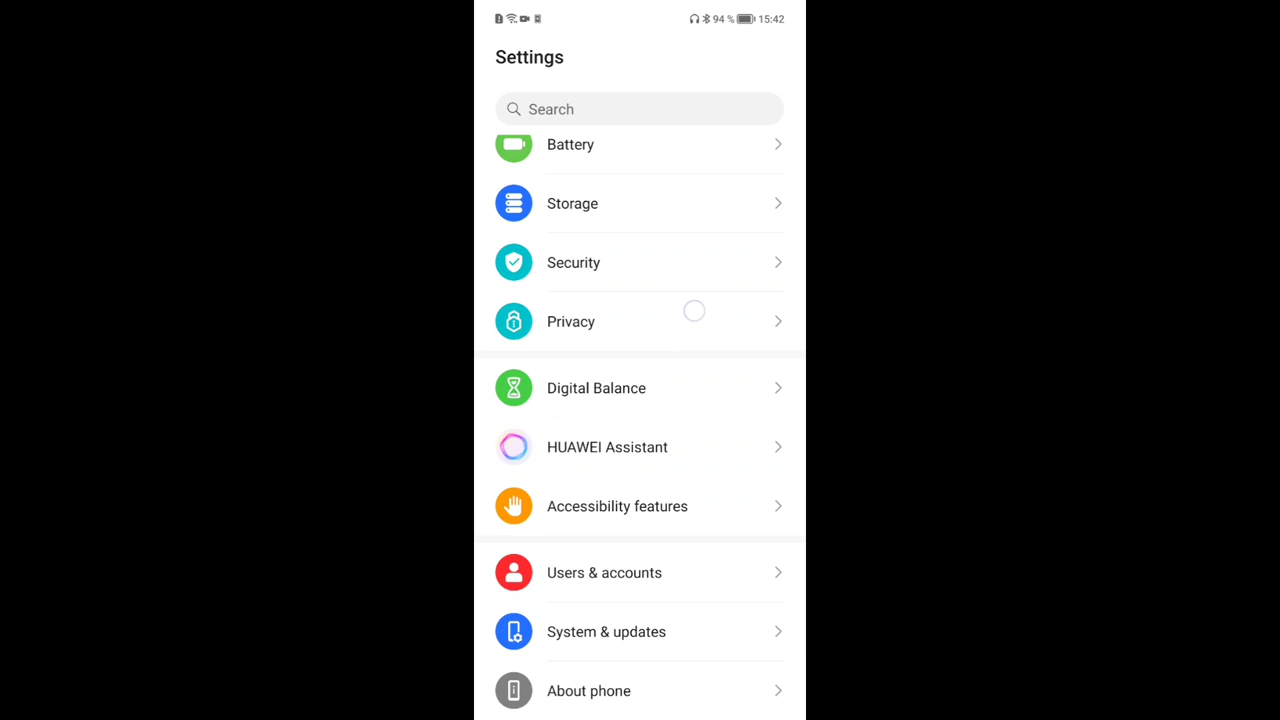 94 % 15:42
Settings
Search
Battery
Storage
Security
Privacy
Digital Balance
HUAWEI Assistant
Accessibility features
Users & accounts
System & updates
About phone